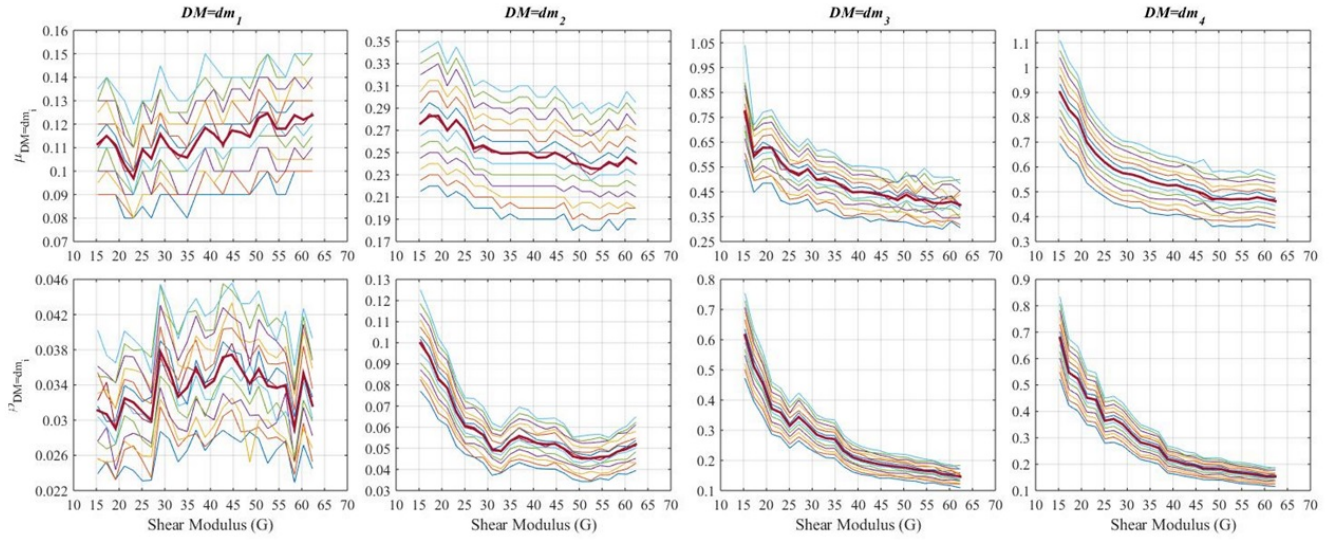 DM=dm1 DM=dm2 DM=dm3 DM=dm4
μDM=dmi
0.16 0.15 0.14 0.13 0.12 0.11 0.1 0.09 0.08 0.07
10 15 20 25 30 35 40 45 50 55 60 65 70
0.35 0.33 0.31 0.29 0.27 0.25 0.23 0.21 0.19 0.17
10 15 20 25 30 35 40 45 50 55 60 65 70
1.05 0.95 0.85 0.75 0.65 0.55 0.45 0.35 0.25
10 15 20 25 30 35 40 45 50 55 60 65 70
1.1 1 0.9 0.8 0.7 0.6 0.5 0.4 0.3
10 15 20 25 30 35 40 45 50 55 60 65 70
DM=dmi
0.046 0.042 0.038 0.034 0.03 0.026 0.022
10 15 20 25 30 35 40 45 50 55 60 65 70
Shear Modulus (G)
0.13 0.12 0.11 0.1 0.09 0.08 0.07 0.06 0.05 0.04 0.03
10 15 20 25 30 35 40 45 50 55 60 65 70
Shear Modulus (G)
0.8 0.7 0.6 0.5 0.4 0.3 0.2 0.1
10 15 20 25 30 35 40 45 50 55 60 65 70
Shear Modulus (G)
0.9 0.8 0.7 0.6 0.5 0.4 0.3 0.2 0.1
10 15 20 25 30 35 40 45 50 55 60 65 70
Shear Modulus (G)